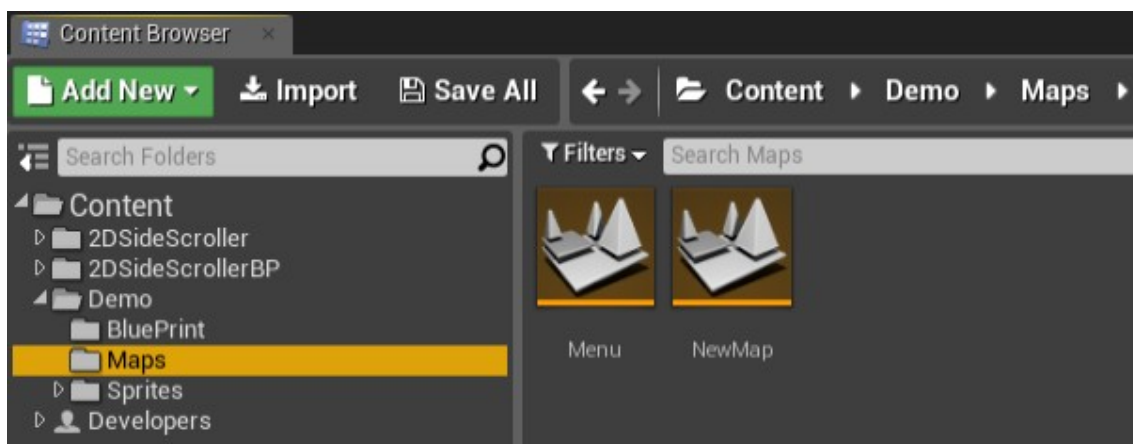 Content Browser
Add New Import Save All Content Demo Maps
Search Folders
Filters Search Maps
Content
2DSideScroller
2DSideScrollerBP
Demo
BluePrint
Maps
Sprites
Developers
Menu NewMap